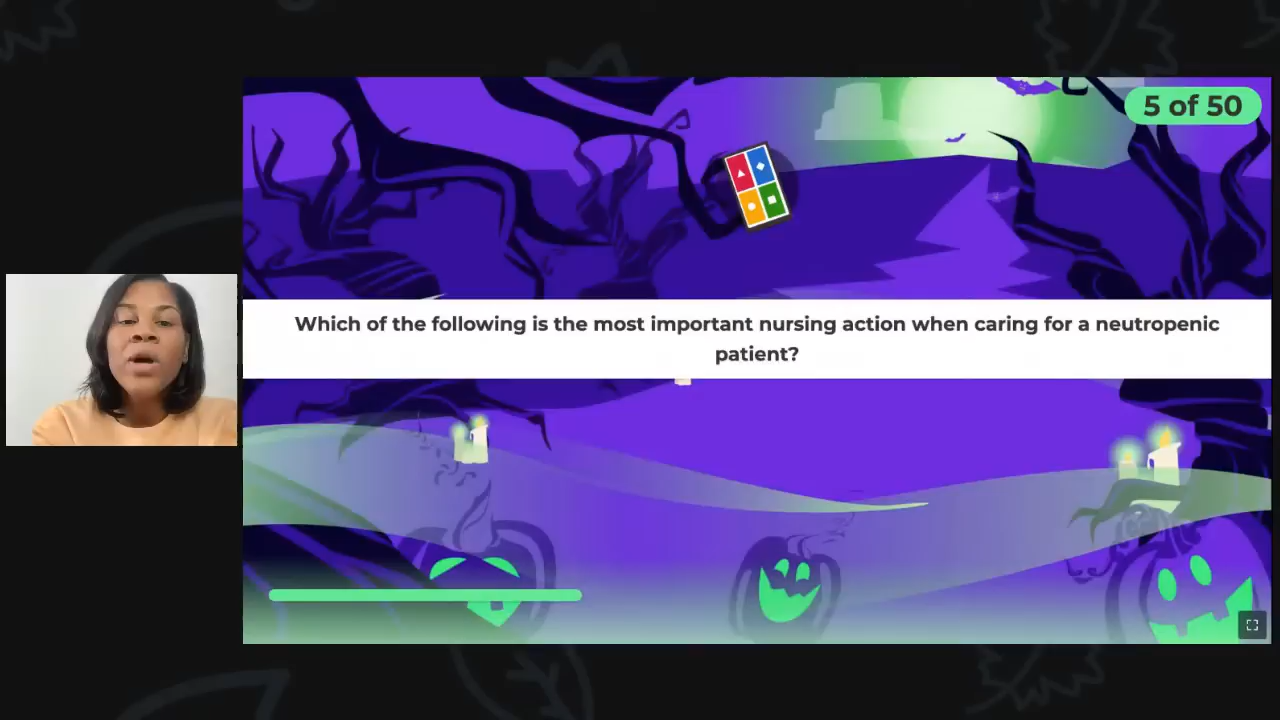 5 of 50
Which of the following is the most important nursing action when caring for a neutropenic
patient?